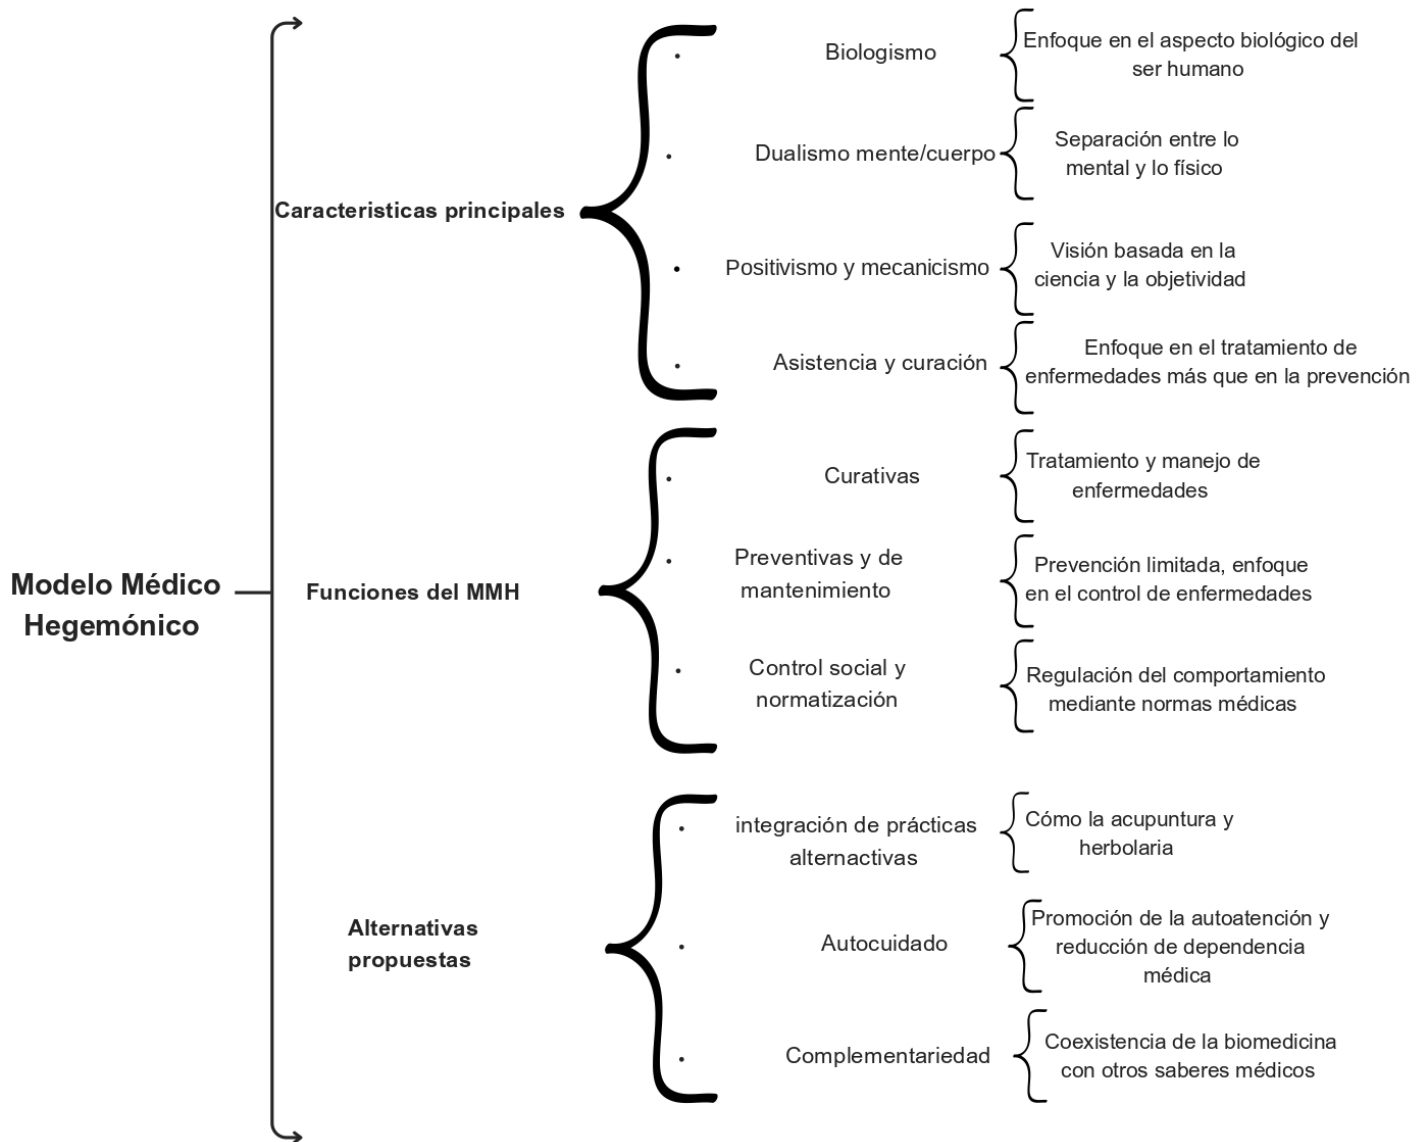 Modelo Médico
Hegemónico
Caracteristicas principales
Biologismo
Enfoque en el aspecto biológico del
ser humano
Dualismo mente/cuerpo
Separación entre lo
mental y lo físico
Positivismo y mecanicismo
Visión basada en la
ciencia y la objetividad
Asistencia y curación
Enfoque en el tratamiento de
enfermedades más que en la prevención
Funciones del MMH
Curativas
Tratamiento y manejo de
enfermedades
Preventivas y de
mantenimiento
Prevención limitada, enfoque
en el control de enfermedades
Control social y
normatización
Regulación del comportamiento
mediante normas médicas
Alternativas
propuestas
integración de prácticas
alternactivas
Cómo la acupuntura y
herbolaria
Autocuidado
Promoción de la autoatención y
reducción de dependencia
médica
Complementariedad
Coexistencia de la biomedicina
con otros saberes médicos